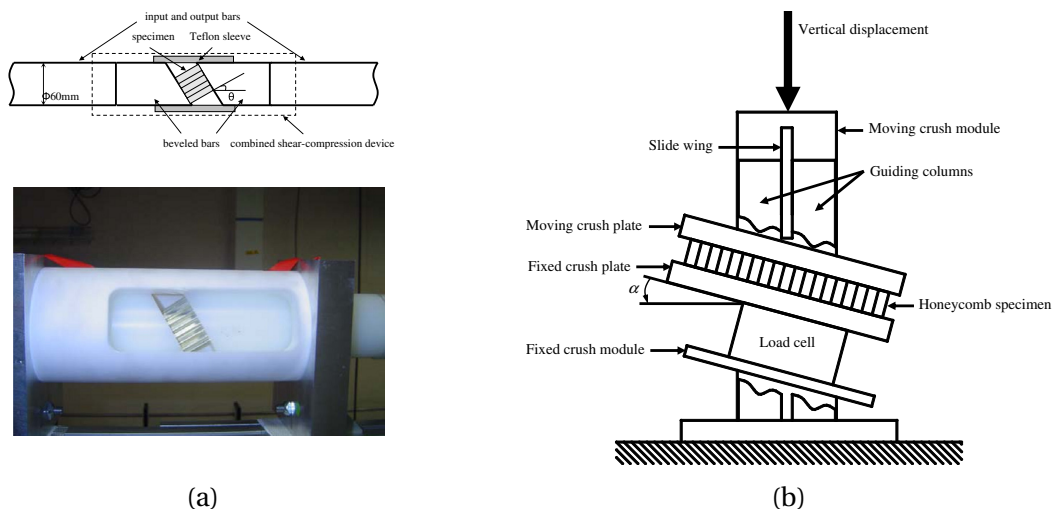 input and output bars
specimen
Teflon sleeve
Φ60mm
θ
beveled bars
combined shear-compression device
(a)
Vertical displacement
Moving crush module
Slide wing
Guiding columns
Moving crush plate
Fixed crush plate
α
Honeycomb specimen
Load cell
Fixed crush module
(b)